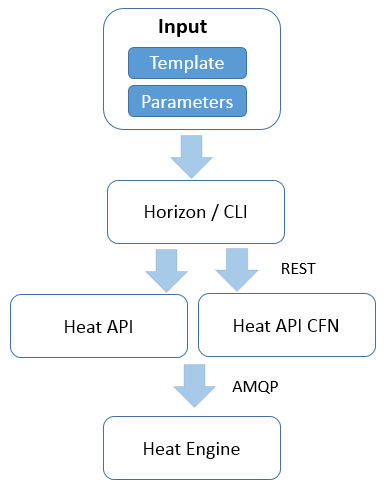 Input
Template
Parameters
Horizon / CLI
REST
Heat API
Heat API CFN
AMQP
Heat Engine